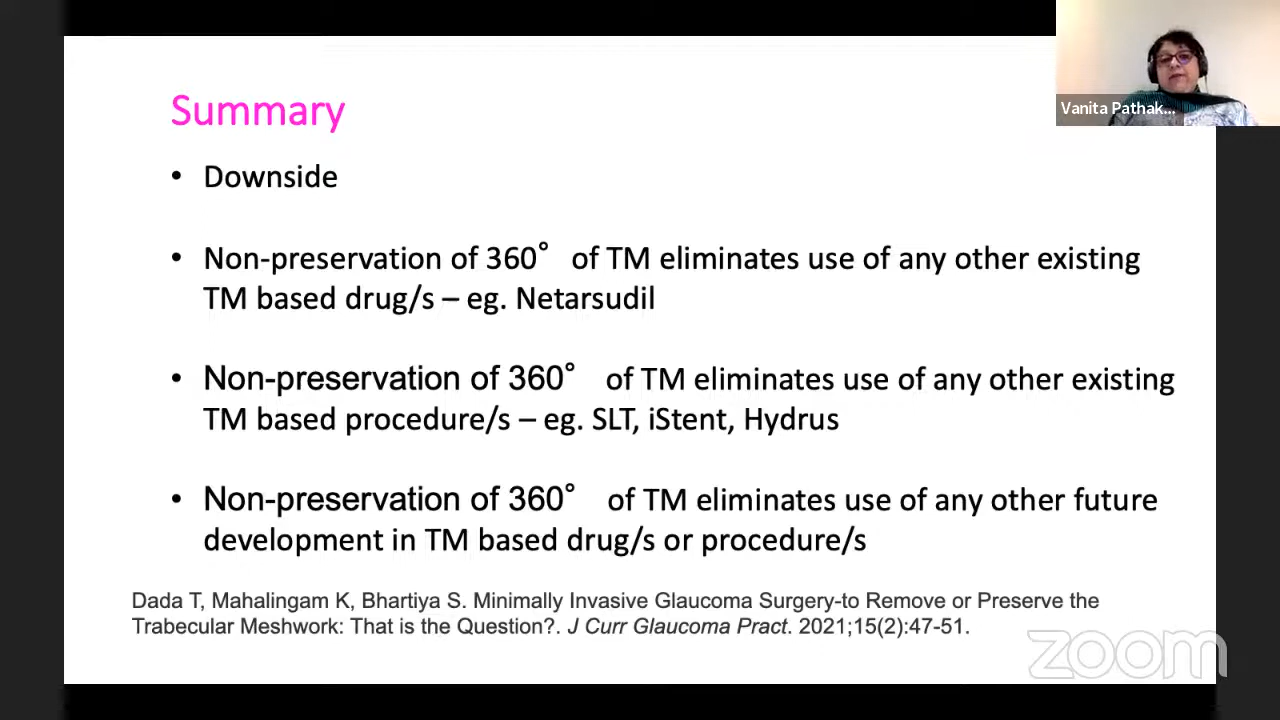 Summary
• Downside
• Non-preservation of 360° of TM eliminates use of any other existing
TM based drug/s – eg. Netarsudil
• Non-preservation of 360° of TM eliminates use of any other existing
TM based procedure/s – eg. SLT, iStent, Hydrus
• Non-preservation of 360° of TM eliminates use of any other future
development in TM based drug/s or procedure/s
Dada T, Mahalingam K, Bhartiya S. Minimally Invasive Glaucoma Surgery-to Remove or Preserve the
Trabecular Meshwork: That is the Question?. J Curr Glaucoma Pract. 2021;15(2):47-51.
Vanita Pathak...
zoom